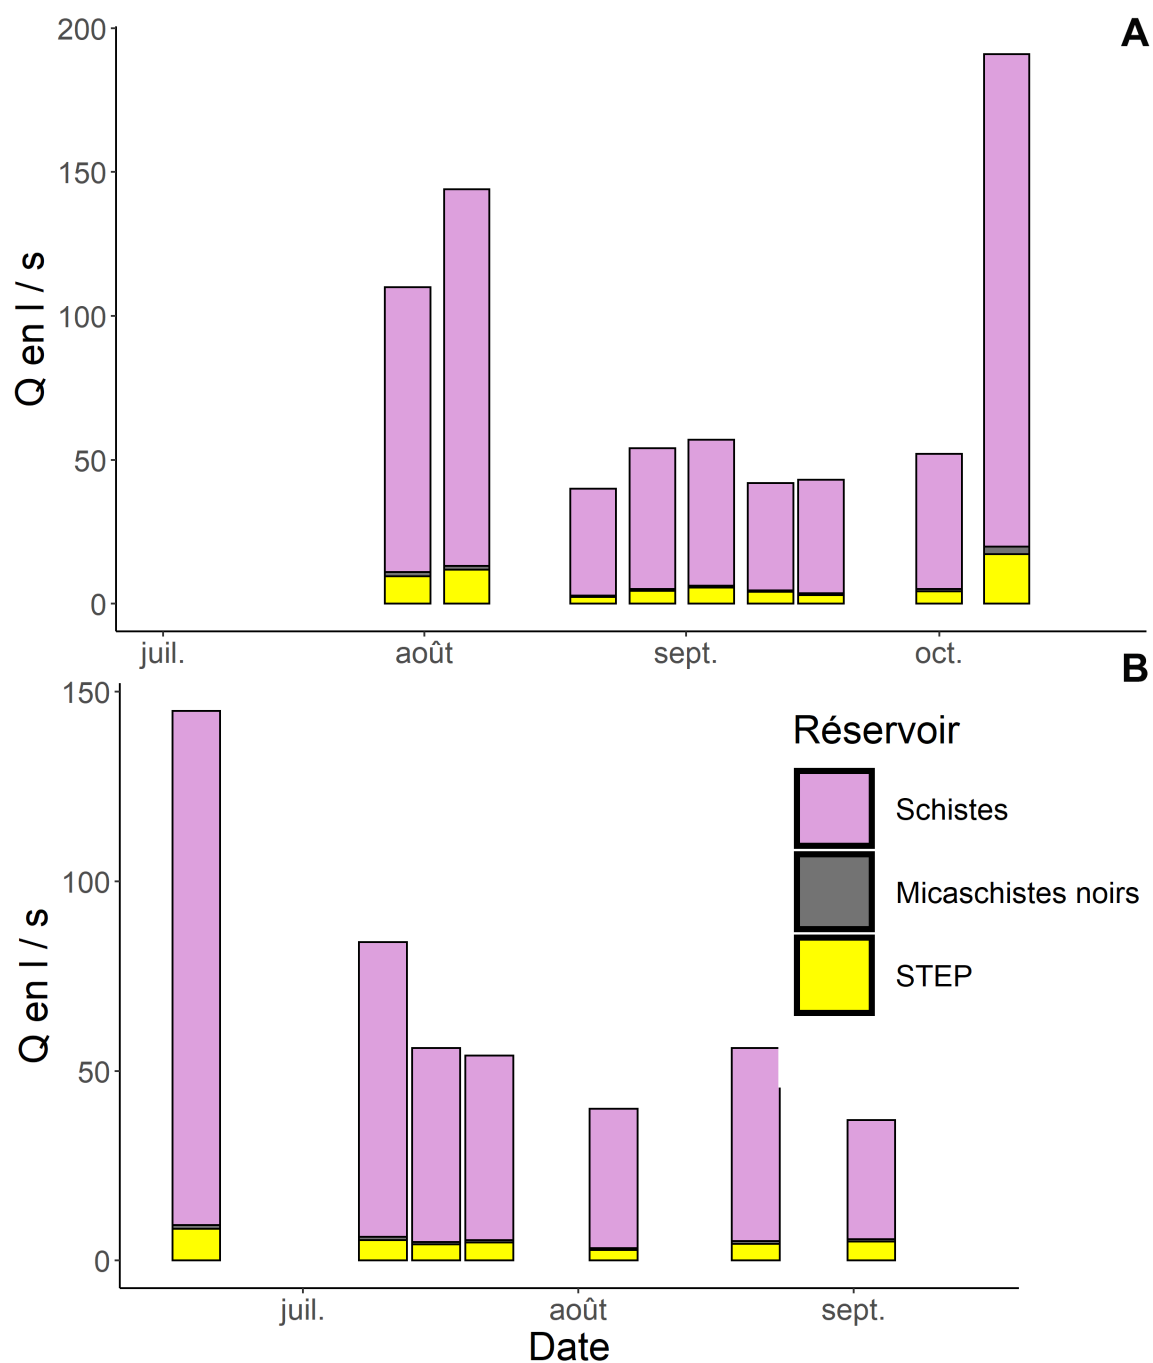 A
200
150
100
50
0
Q en l / s
juil. août sept. oct.
B
150
100
50
0
Q en l / s
Réservoir
Schistes
Micaschistes noirs
STEP
juil. août sept.
Date